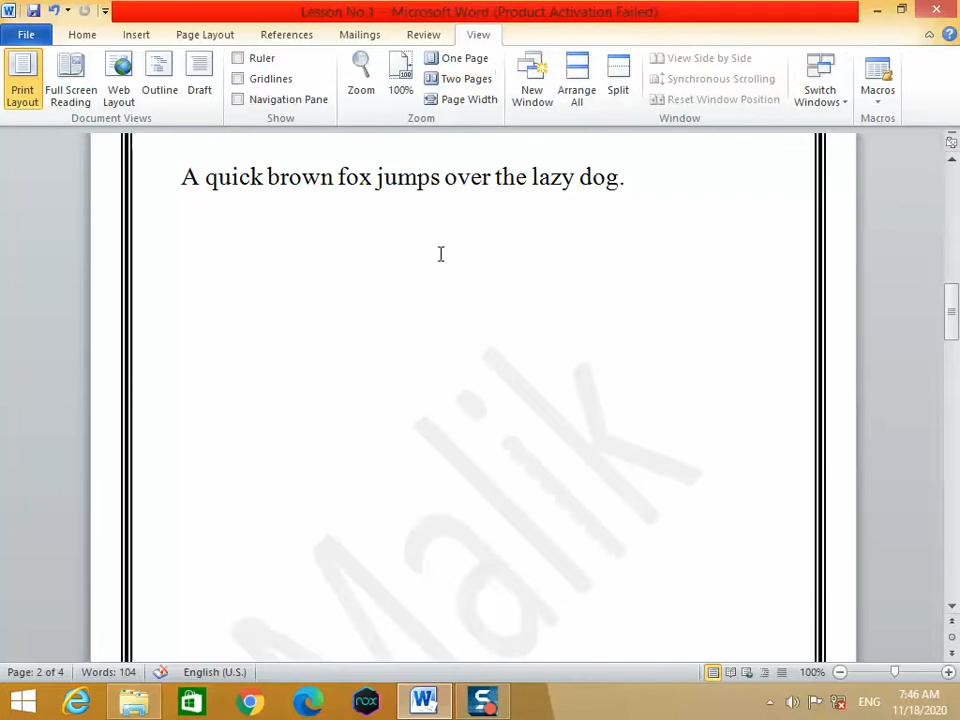 Lesson No 1 - Microsoft Word (Product Activation Failed)
File Home Insert Page Layout References Mailings Review View
Print Layout
Full Screen Reading
Web Layout
Outline
Draft
Document Views
Ruler
Gridlines
Navigation Pane
Show
Zoom
100
100%
One Page
Two Pages
Page Width
Zoom
New Window
Arrange All
Split
View Side by Side
Synchronous Scrolling
Reset Window Position
Window
Switch Windows
Macros
Macros
A quick brown fox jumps over the lazy dog.
Malik
Page: 2 of 4 Words: 104 English (U.S.) 100%
nox
ENG
7:46 AM
11/18/2020